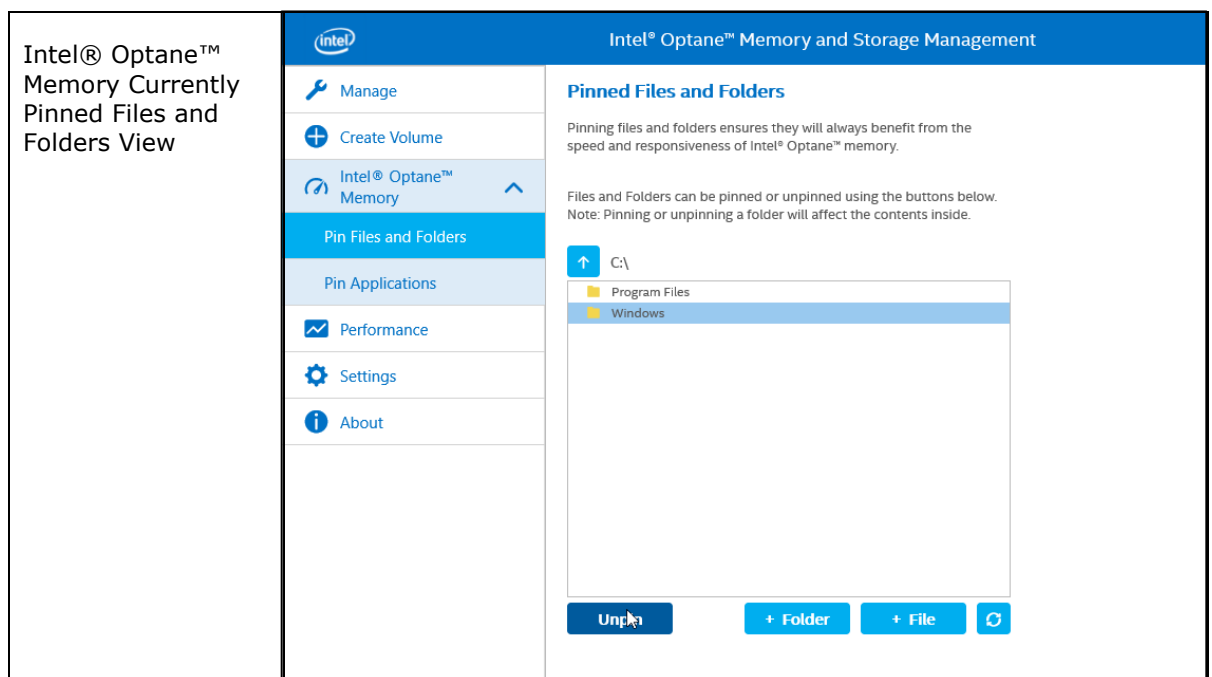 Intel® Optane™
Memory Currently
Pinned Files and
Folders View
intel
Intel® Optane™ Memory and Storage Management
Manage
Create Volume
Intel® Optane™
Memory
Pin Files and Folders
Pin Applications
Performance
Settings
About
Pinned Files and Folders
Pinning files and folders ensures they will always benefit from the
speed and responsiveness of Intel® Optane™ memory.
Files and Folders can be pinned or unpinned using the buttons below.
Note: Pinning or unpinning a folder will affect the contents inside.
C:\
Program Files
Windows
Unpin
+ Folder
+ File